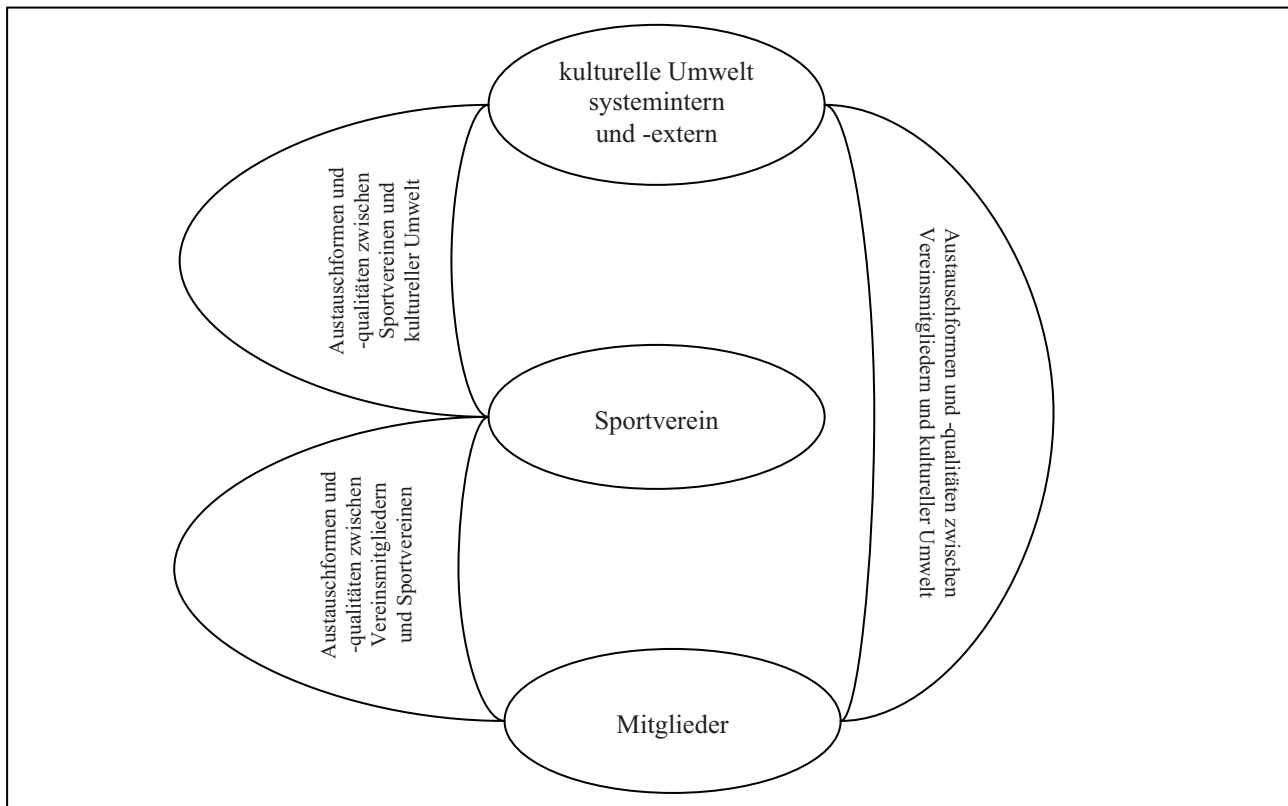 kulturelle Umwelt
systemintern
und -extern
Austauschformen und
-qualitäten zwischen
Sportvereinen und
kultureller Umwelt
Austauschformen und -qualitäten zwischen
Vereinsmitgliedern und kultureller Umwelt
Sportverein
Austauschformen und
-qualitäten zwischen
Vereinsmitgliedern
und Sportvereinen
Mitglieder